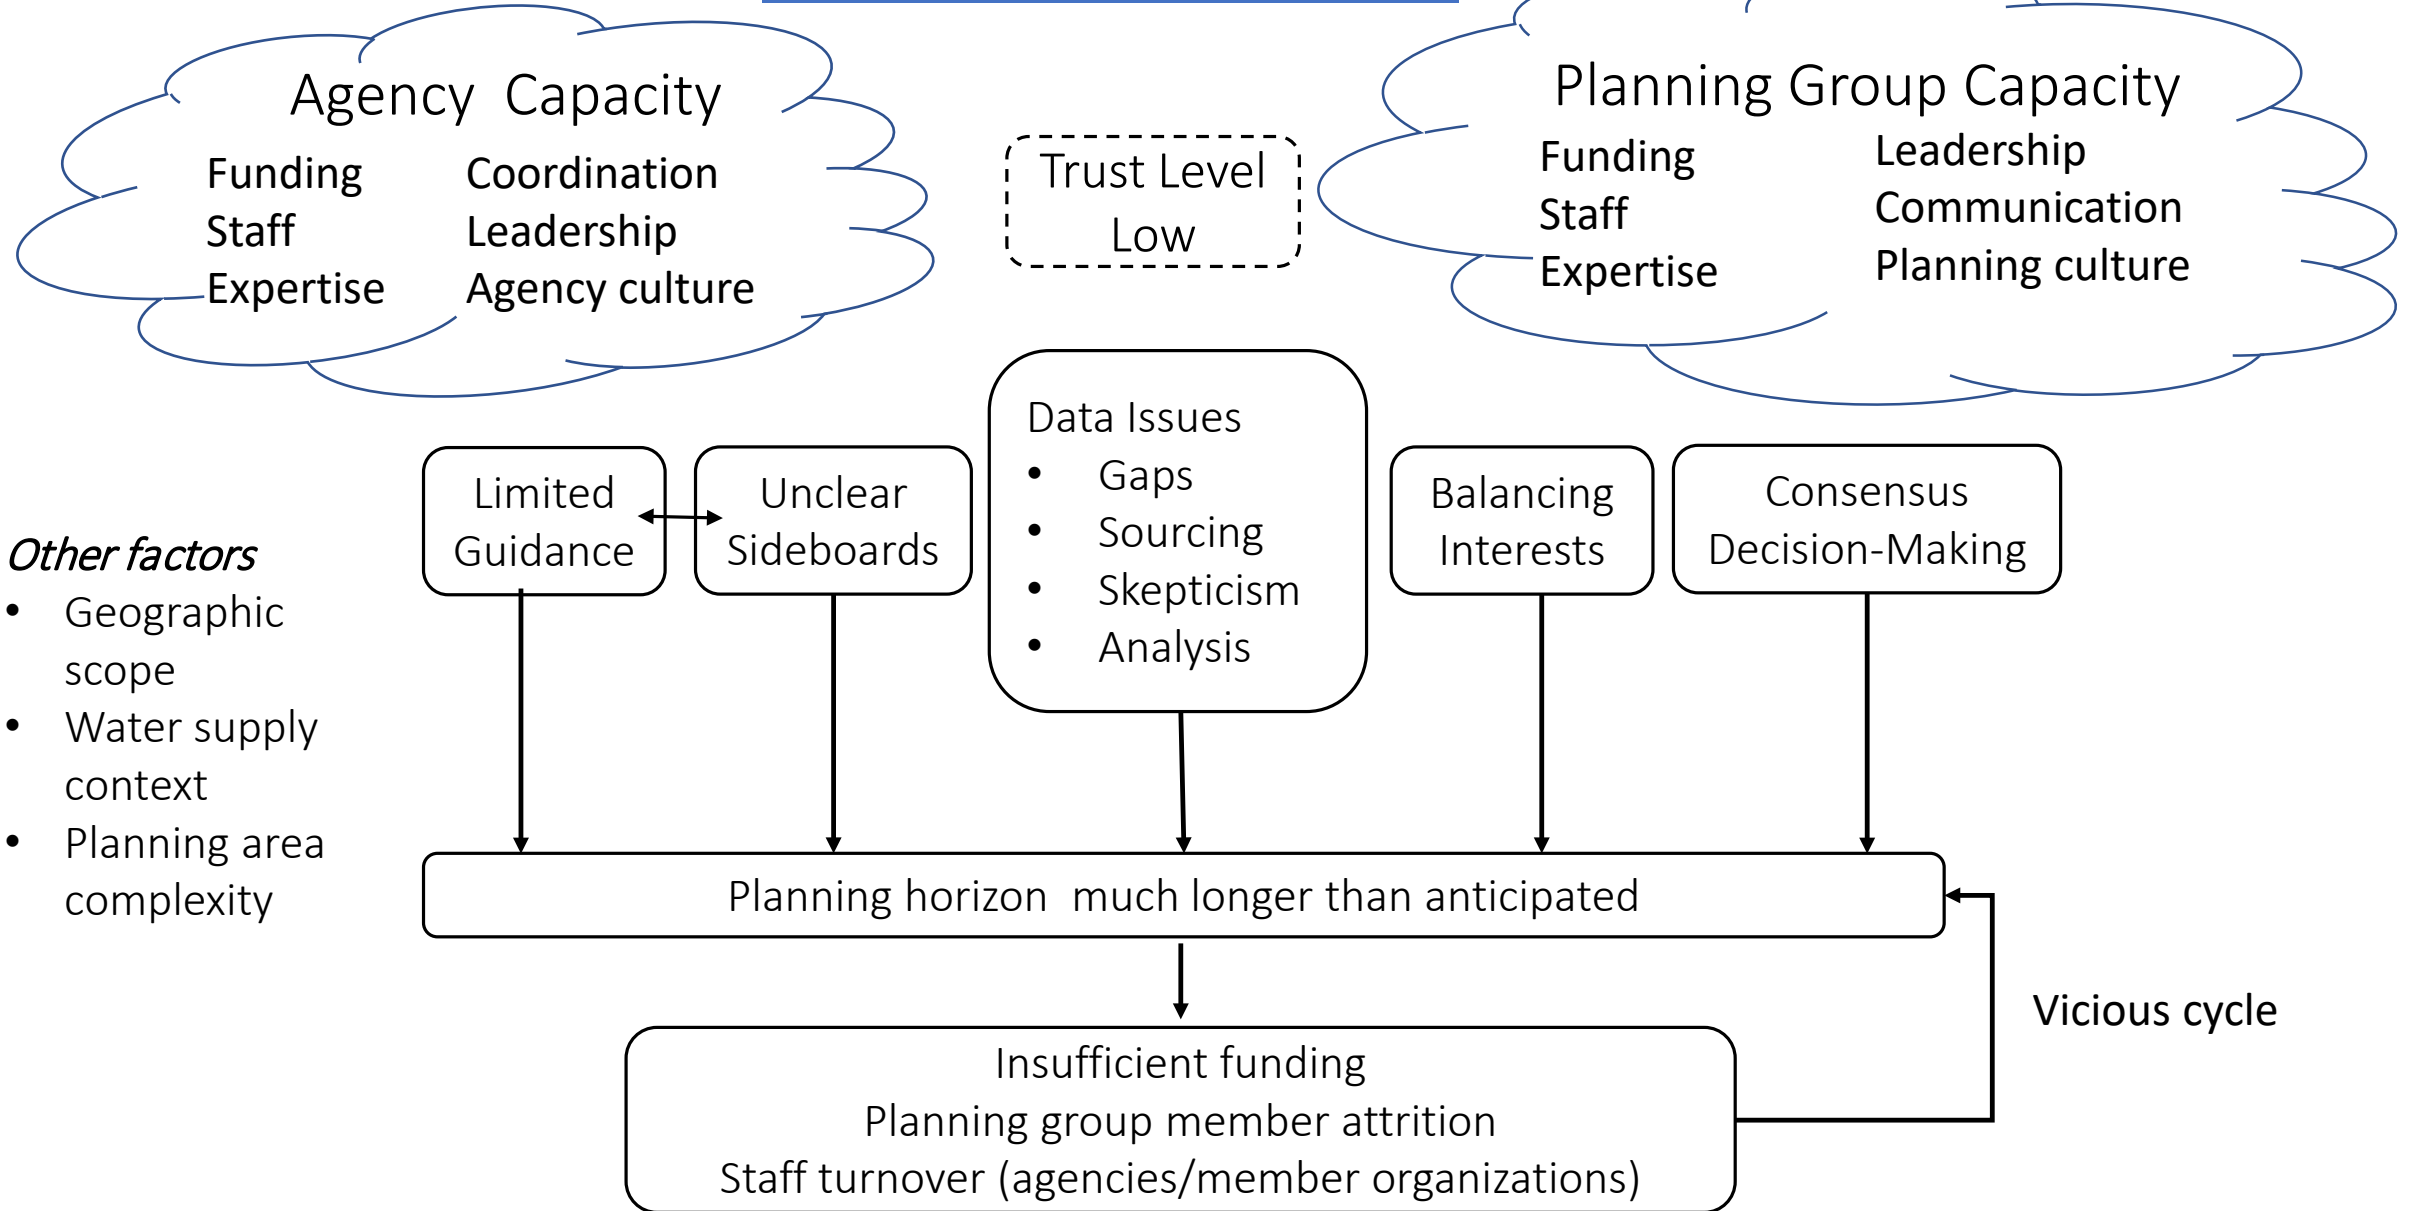 Agency Capacity
Funding
Staff
Expertise
Coordination
Leadership
Agency culture
Trust Level
Low
Planning Group Capacity
Funding
Staff
Expertise
Leadership
Communication
Planning culture
Limited
Guidance
Unclear
Sideboards
Data Issues
• Gaps
• Sourcing
• Skepticism
• Analysis
Balancing
Interests
Consensus
Decision-Making
Other factors
• Geographic
scope
• Water supply
context
• Planning area
complexity
Planning horizon much longer than anticipated
Insufficient funding
Planning group member attrition
Staff turnover (agencies/member organizations)
Vicious cycle